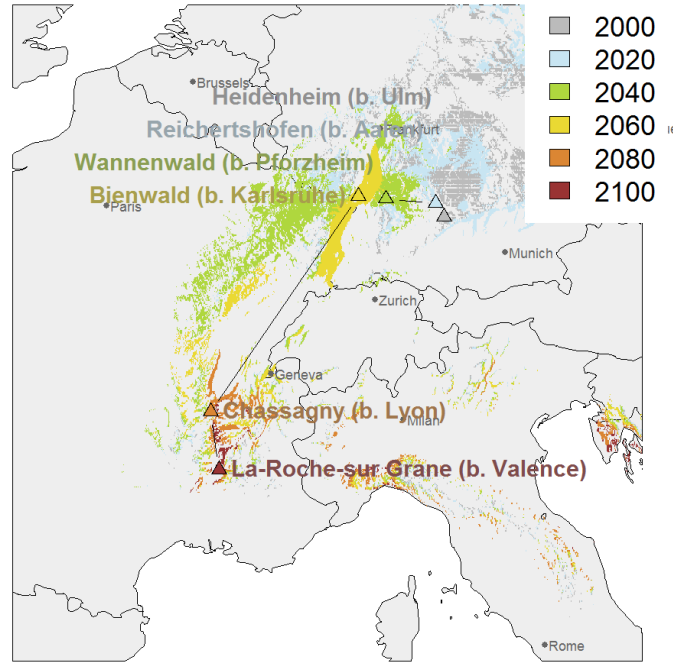 2000
2020
2040
2060
2080
2100
Brussels
Heidenheim (b. Ulm)
Reichertshofen (b. Aalen)
Frankfurt
Wannenwald (b. Pforzheim)
Bienwald (b. Karlsruhe)
Paris
Munich
Zurich
Geneva
Chassagny (b. Lyon)
Milan
La-Roche-sur Grane (b. Valence)
Rome